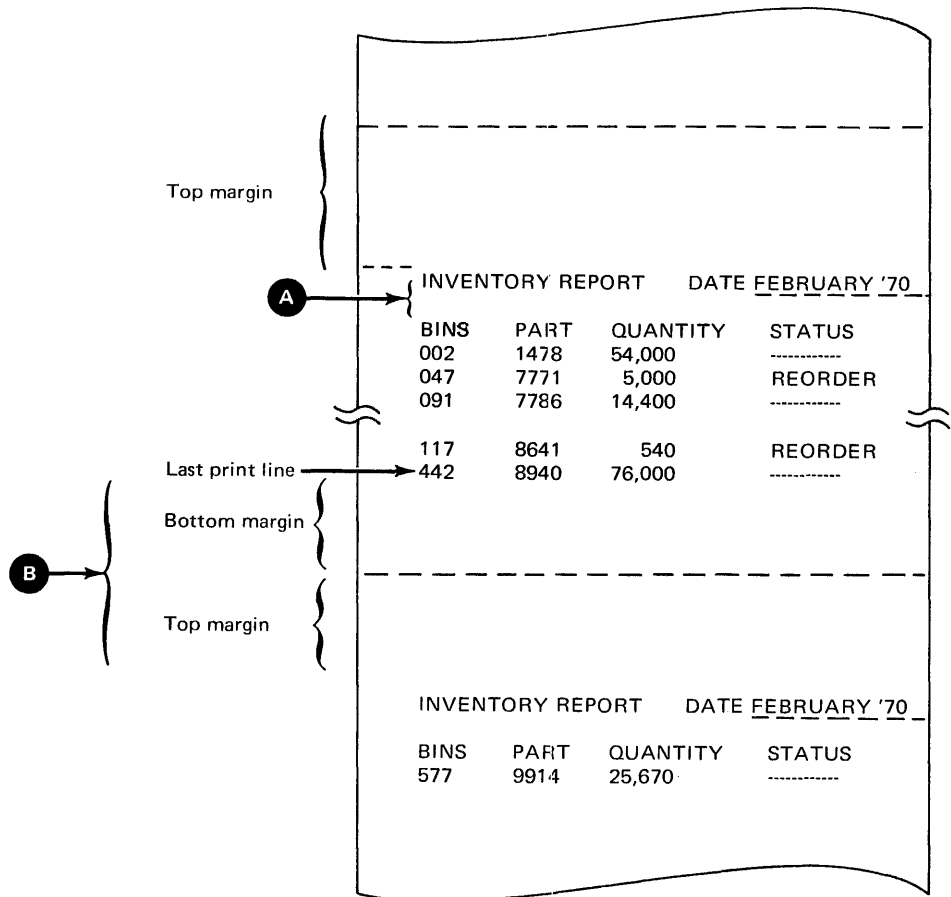 Top margin
A
INVENTORY REPORT DATE FEBRUARY '70
BINS PART QUANTITY STATUS
002 1478 54,000 ------------
047 7771 5,000 REORDER
091 7786 14,400 ------------
117 8641 540 REORDER
Last print line 442 8940 76,000 ------------
Bottom margin
B
Top margin
INVENTORY REPORT DATE FEBRUARY '70
BINS PART QUANTITY STATUS
577 9914 25,670 ------------